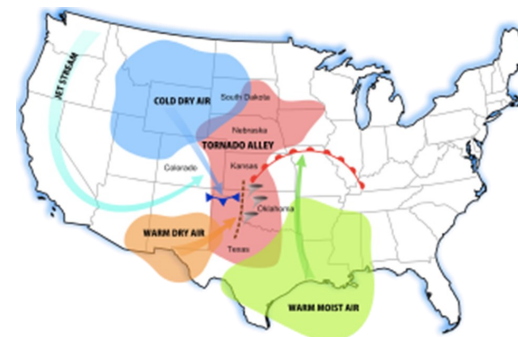 JET STREAM
COLD DRY AIR
South Dakota
Nebraska
TORNADO ALLEY
Colorado
Kansas
Oklahoma
WARM DRY AIR
Texas
WARM MOIST AIR